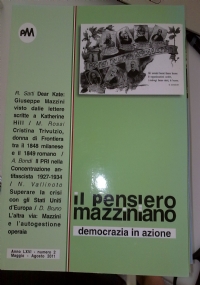 PM
R. Sarti Dear Kate:
Giuseppe Mazzini
visto dalle lettere
scritte a Katherine
Hill / M. Rossi
Cristina Trivulzio,
donna di Frontiera
tra il 1848 milanese
e il 1849 romano /
A. Bondi Il PRI nella
Concentrazione an-
tifascista 1927-1934
/ N. Vallinoto
Superare la crisi
con gli Stati Uniti
d'Europa / D. Bruno
L'altra via: Mazzini
e l'autogestione
operaia
il pensiero
mazziniano
democrazia in azione
Anno LXVI - numero 2
Maggio - Agosto 2011